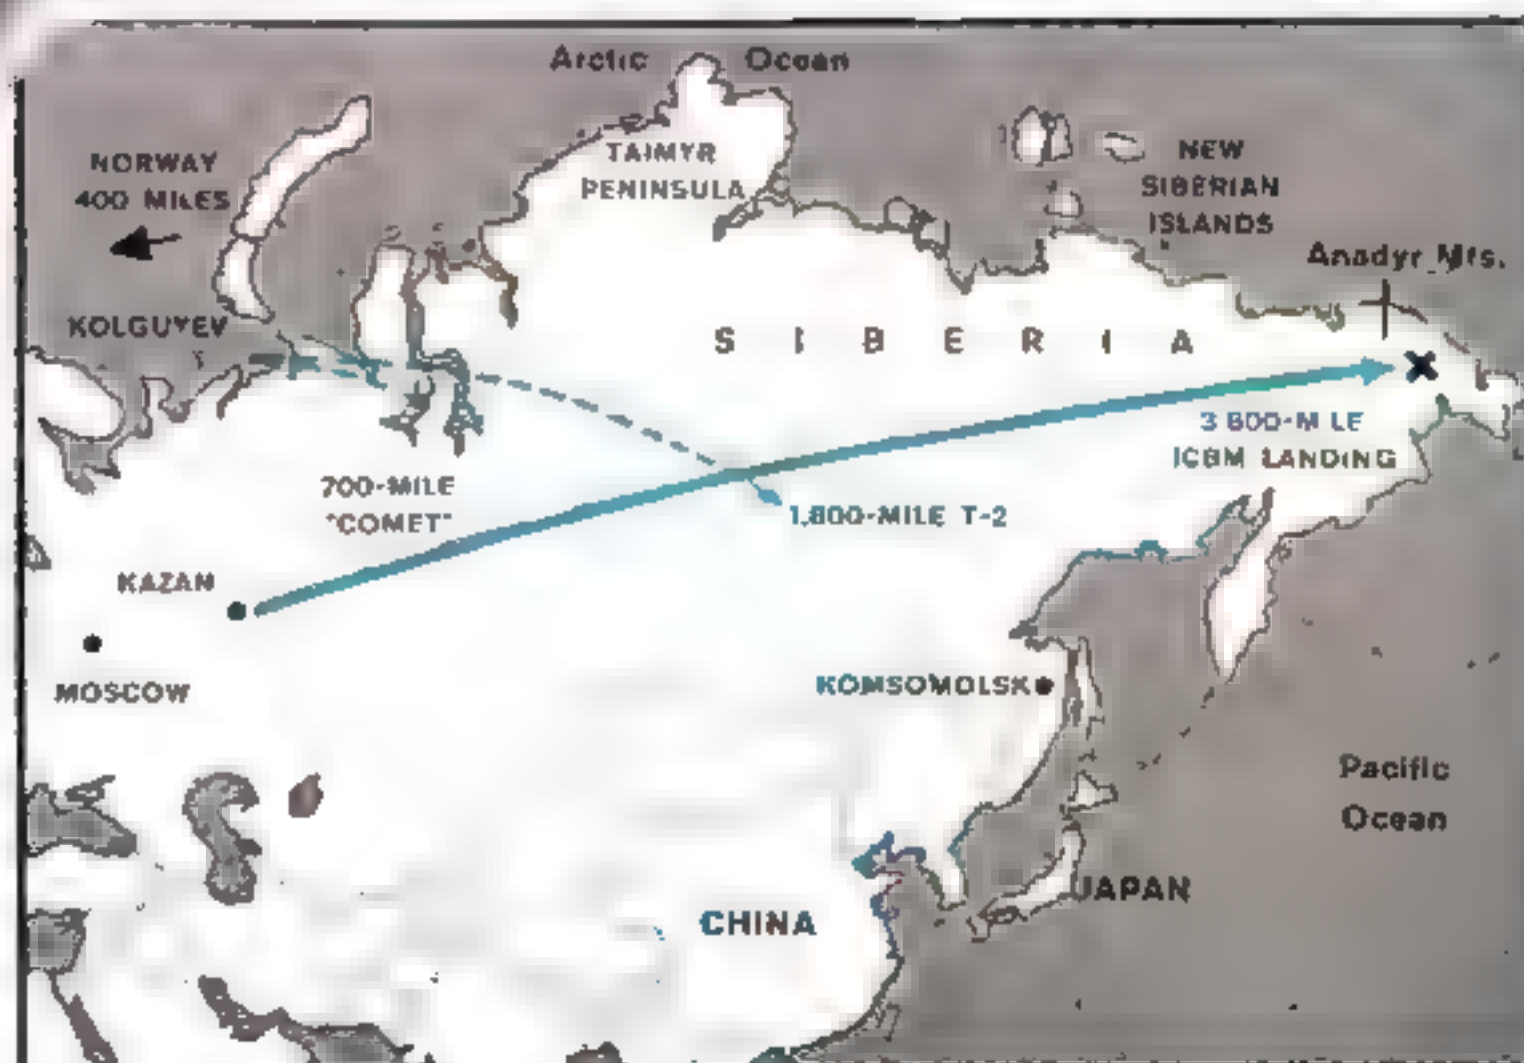 Arctic Ocean
NORWAY
400 MILES
TAIMYR
PENINSULA
NEW
SIBERIAN
ISLANDS
Anadyr Mts.
KOLGUYEV
S I B E R I A
ICBM LANDING
700-MILE
"COMET"
1,800-MILE T-2
KAZAN
MOSCOW
KOMSOMOLSK
Pacific
Ocean
JAPAN
CHINA